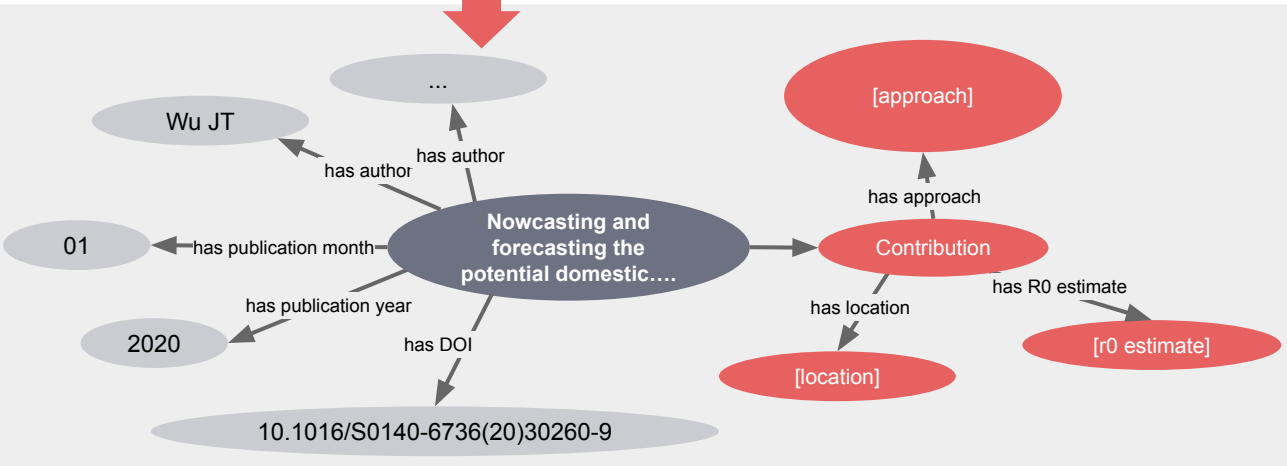 ...
Wu JT
[approach]
has author
has author
has approach
Nowcasting and
forecasting the
potential domestic....
01
has publication month
Contribution
has R0 estimate
has publication year
has location
2020
has DOI
[r0 estimate]
[location]
10.1016/S0140-6736(20)30260-9